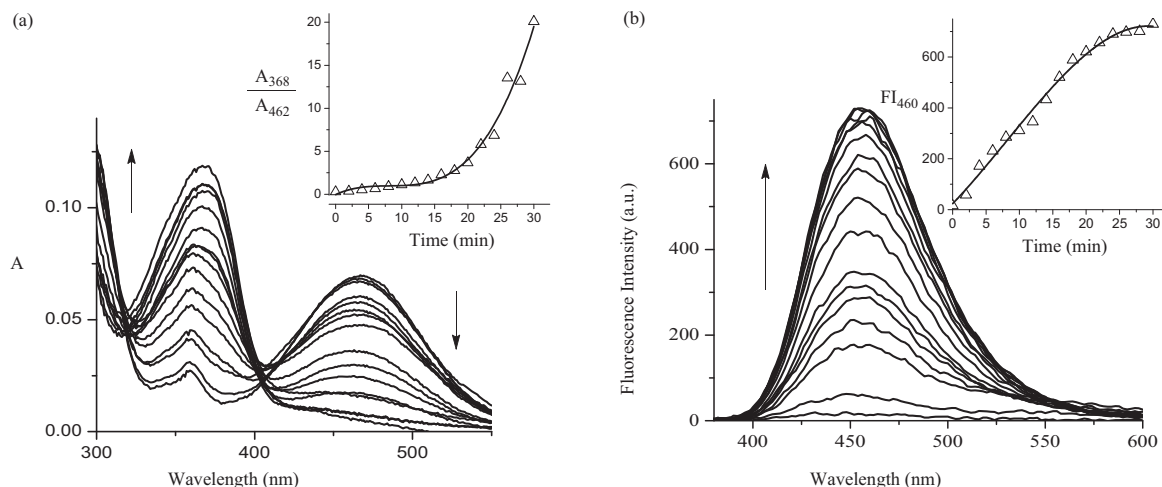 (a)
A368
A462
20
15
10
5
0
0 5 10 15 20 25 30
Time (min)
A
0.10
0.05
0.00
300 400 500
Wavelength (nm)
(b)
FI460
600
400
200
0
0 5 10 15 20 25 30
Time (min)
Fluorescence Intensity (a.u.)
600
400
200
0
400 450 500 550 600
Wavelength (nm)